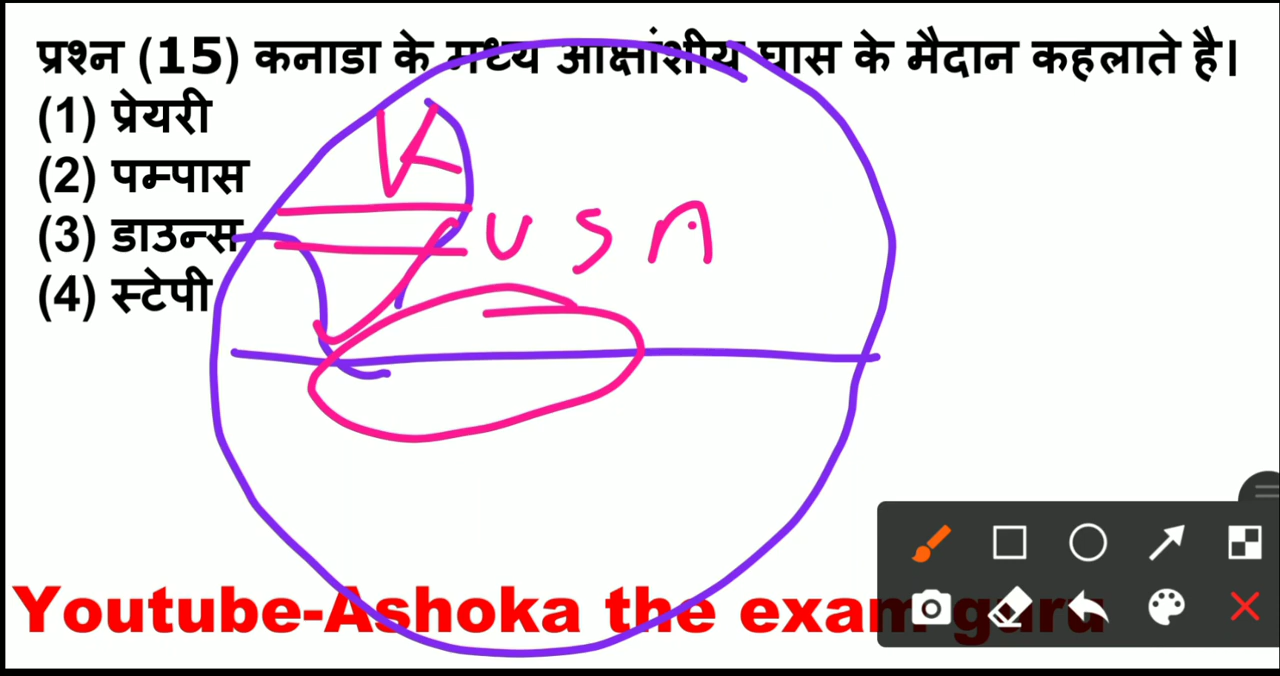 प्रश्न (15) कनाडा के मध्य आक्षांशीय घास के मैदान कहलाते है।
(1) प्रेयरी
(2) पम्पास
(3) डाउन्स
(4) स्टेपी
USA
Youtube-Ashoka the exam guru